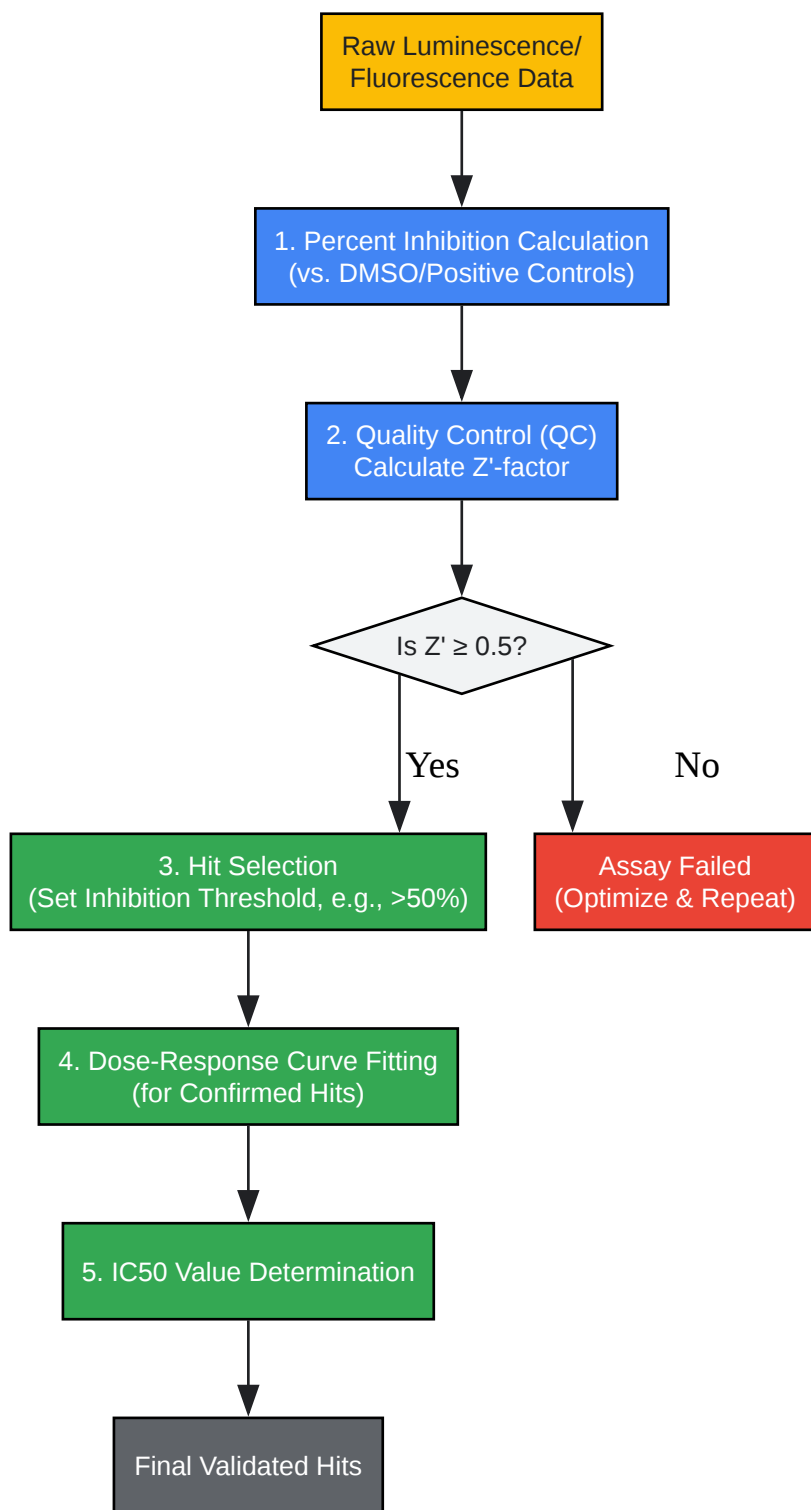 Raw Luminescence/
Fluorescence Data
1. Percent Inhibition Calculation
(vs. DMSO/Positive Controls)
2. Quality Control (QC)
Calculate Z'-factor
Is Z' ≥ 0.5?
Yes
No
3. Hit Selection
(Set Inhibition Threshold, e.g., >50%)
Assay Failed
(Optimize & Repeat)
4. Dose-Response Curve Fitting
(for Confirmed Hits)
5. IC50 Value Determination
Final Validated Hits